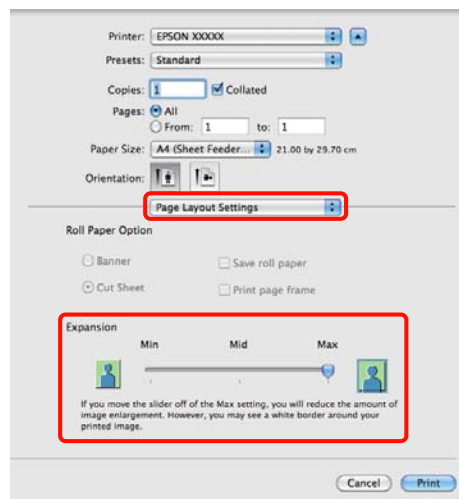 Printer: EPSON XXXXX
Presets: Standard
Copies: 1 Collated
Pages: All
From: 1 to: 1
Paper Size: A4 (Sheet Feeder... 21.00 by 29.70 cm
Orientation:
Page Layout Settings
Roll Paper Option
Banner Save roll paper
Cut Sheet Print page frame
Expansion
Min Mid Max
If you move the slider off of the Max setting, you will reduce the amount of
image enlargement. However, you may see a white border around your
printed image.
Cancel Print